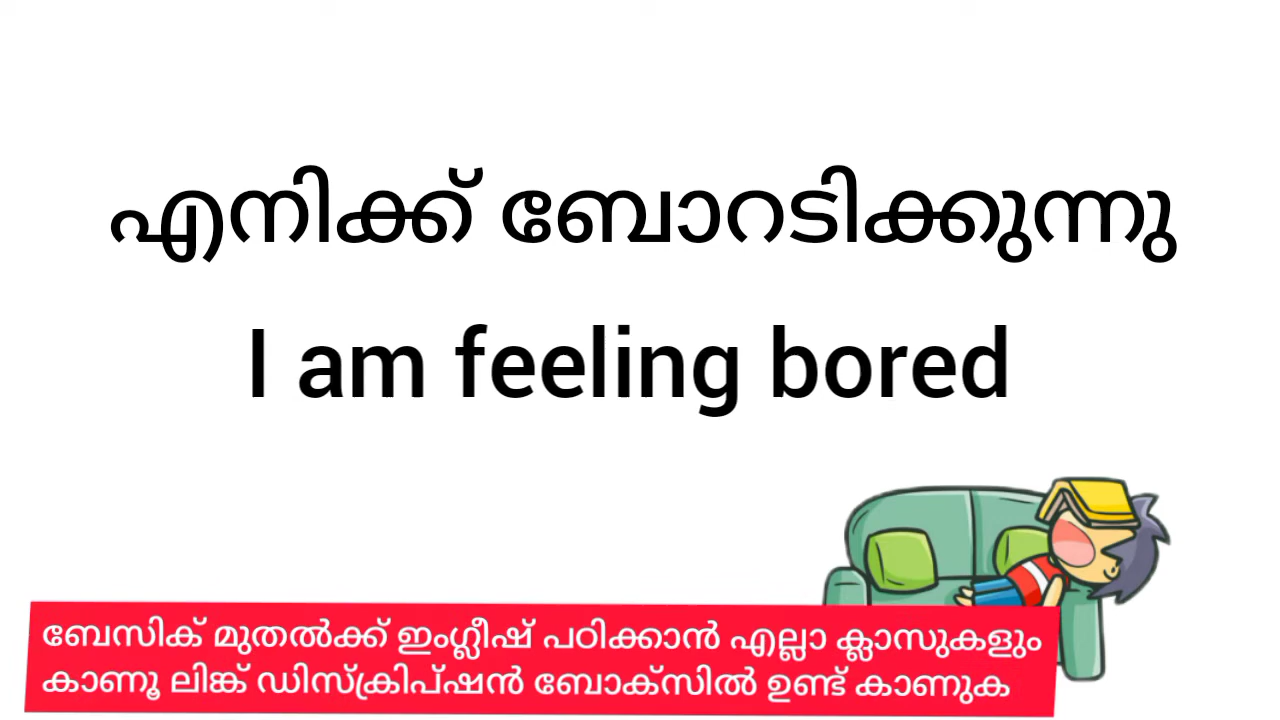 എനിക്ക് ബോറടിക്കുന്നു
I am feeling bored
ബേസിക് മുതൽക്ക് ഇംഗ്ലീഷ് പഠിക്കാൻ എല്ലാ ക്ലാസുകളും
കാണൂ ലിങ്ക് ഡിസ്ക്രിപ്ഷൻ ബോക്സിൽ ഉണ്ട് കാണുക